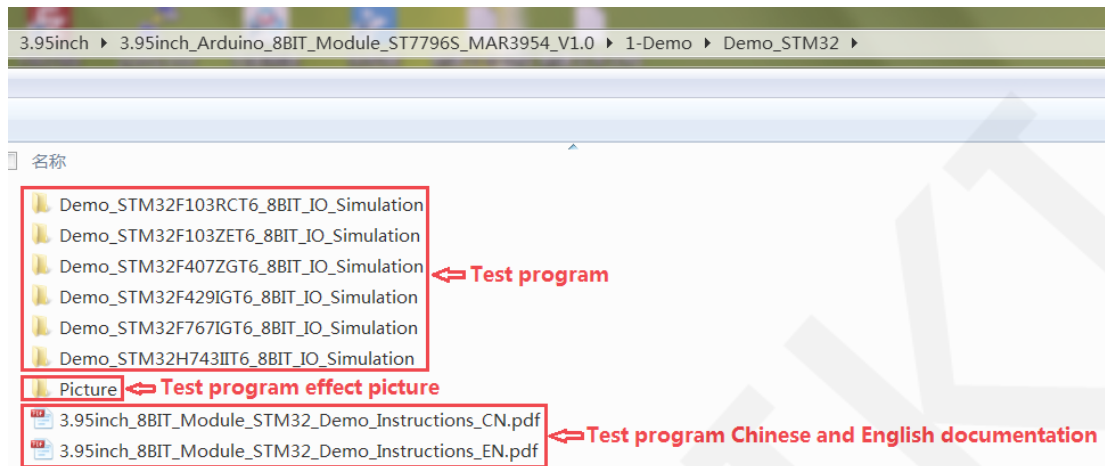 3.95inch ▸ 3.95inch_Arduino_8BIT_Module_ST7796S_MAR3954_V1.0 ▸ 1-Demo ▸ Demo_STM32 ▸
名称
Demo_STM32F103RCT6_8BIT_IO_Simulation
Demo_STM32F103ZET6_8BIT_IO_Simulation
Demo_STM32F407ZGT6_8BIT_IO_Simulation
Test program
Demo_STM32F429IGT6_8BIT_IO_Simulation
Demo_STM32F767IGT6_8BIT_IO_Simulation
Demo_STM32H743IIT6_8BIT_IO_Simulation
Picture Test program effect picture
3.95inch_8BIT_Module_STM32_Demo_Instructions_CN.pdf
Test program Chinese and English documentation
3.95inch_8BIT_Module_STM32_Demo_Instructions_EN.pdf